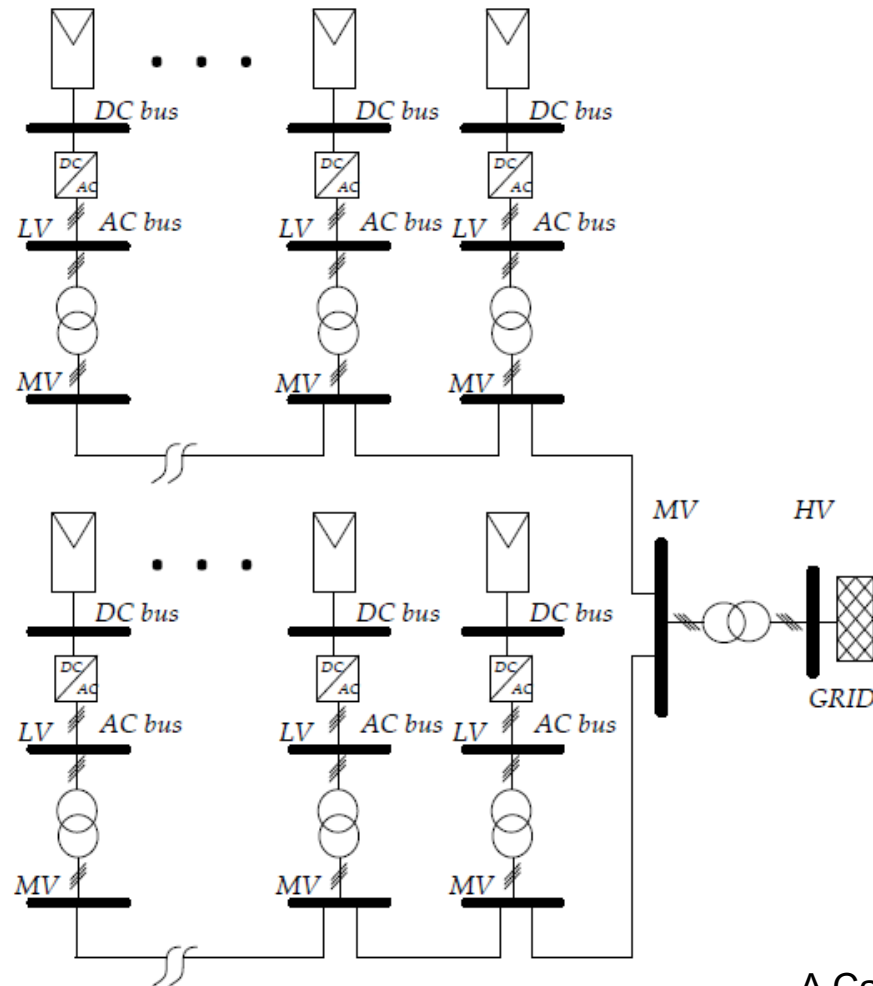 DC bus DC bus DC bus
DC AC DC AC DC AC
LV AC bus LV AC bus LV AC bus
MV MV MV
MV HV
DC bus DC bus DC bus
DC AC DC AC DC AC
GRID
LV AC bus LV AC bus LV AC bus
MV MV MV
A